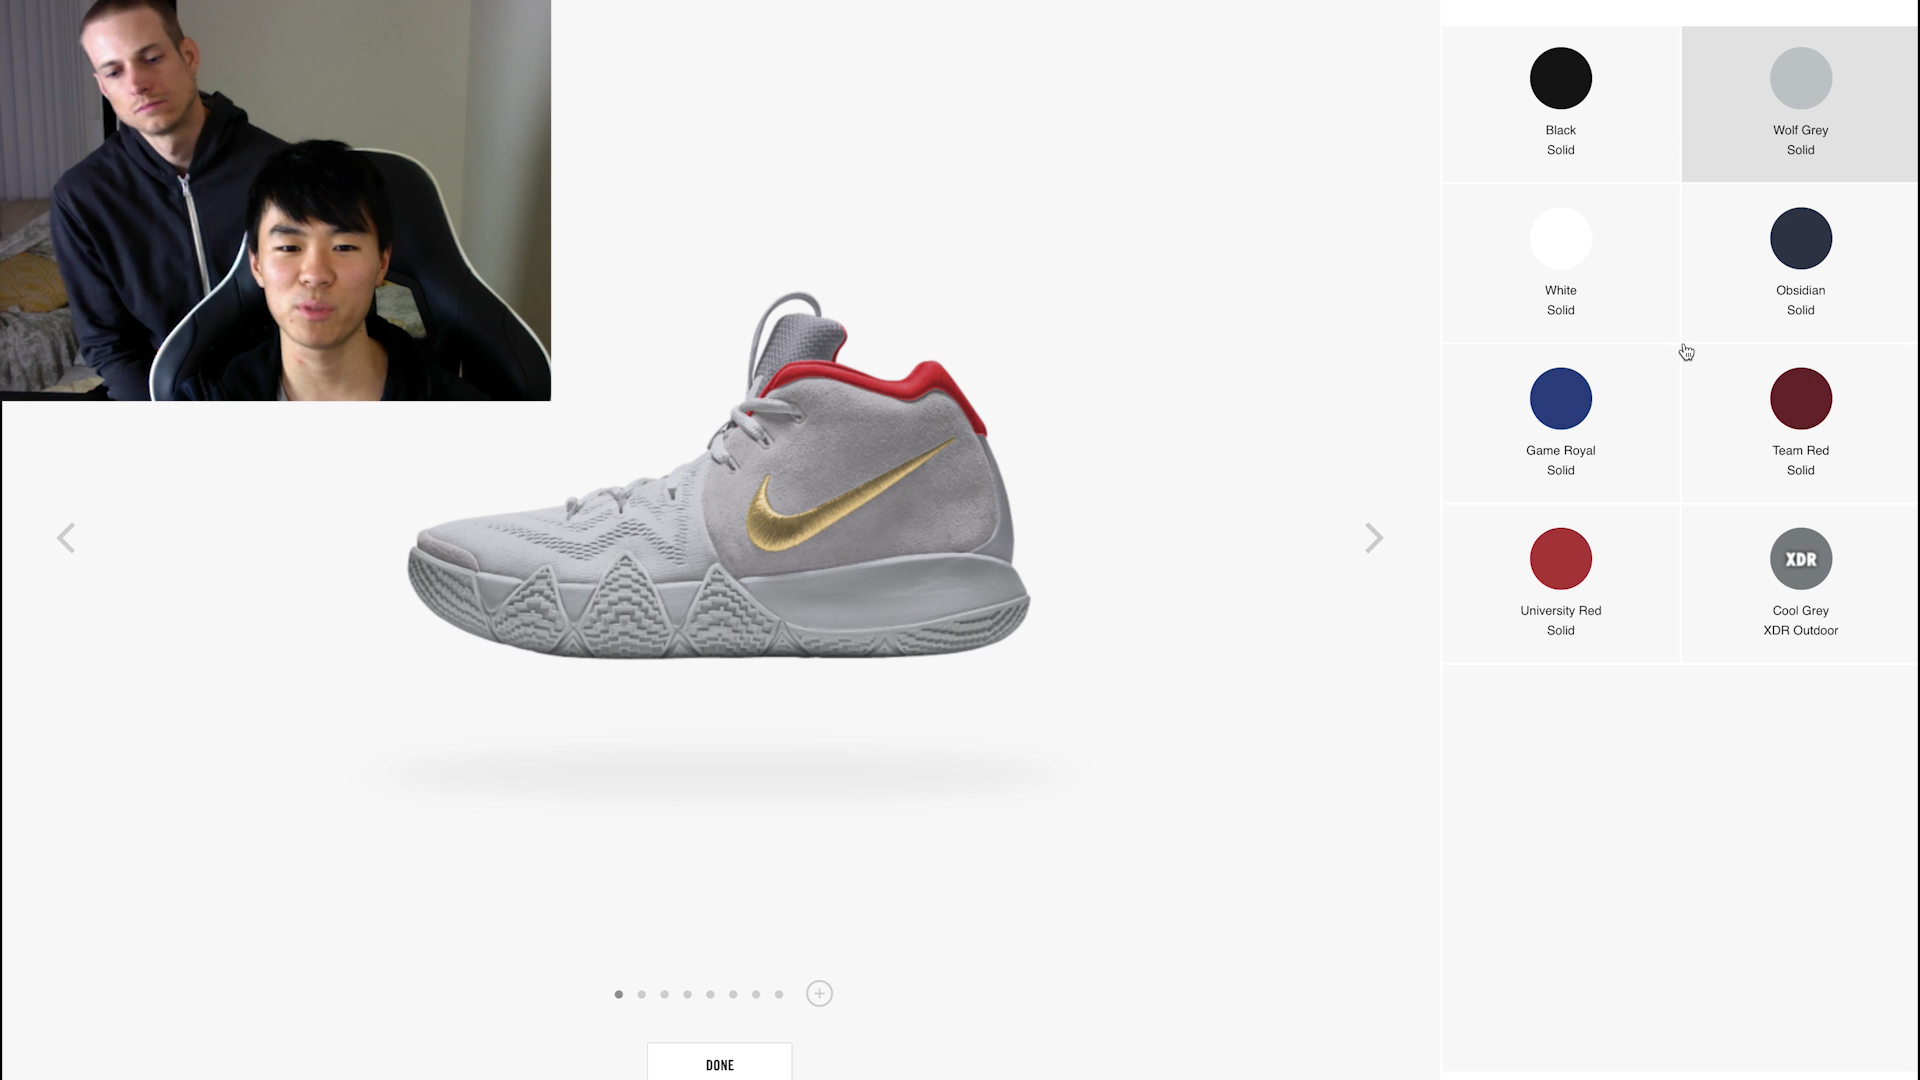 Black
Solid
Wolf Grey
Solid
White
Solid
Obsidian
Solid
Game Royal
Solid
Team Red
Solid
University Red
Solid
XDR
Cool Grey
XDR Outdoor
DONE